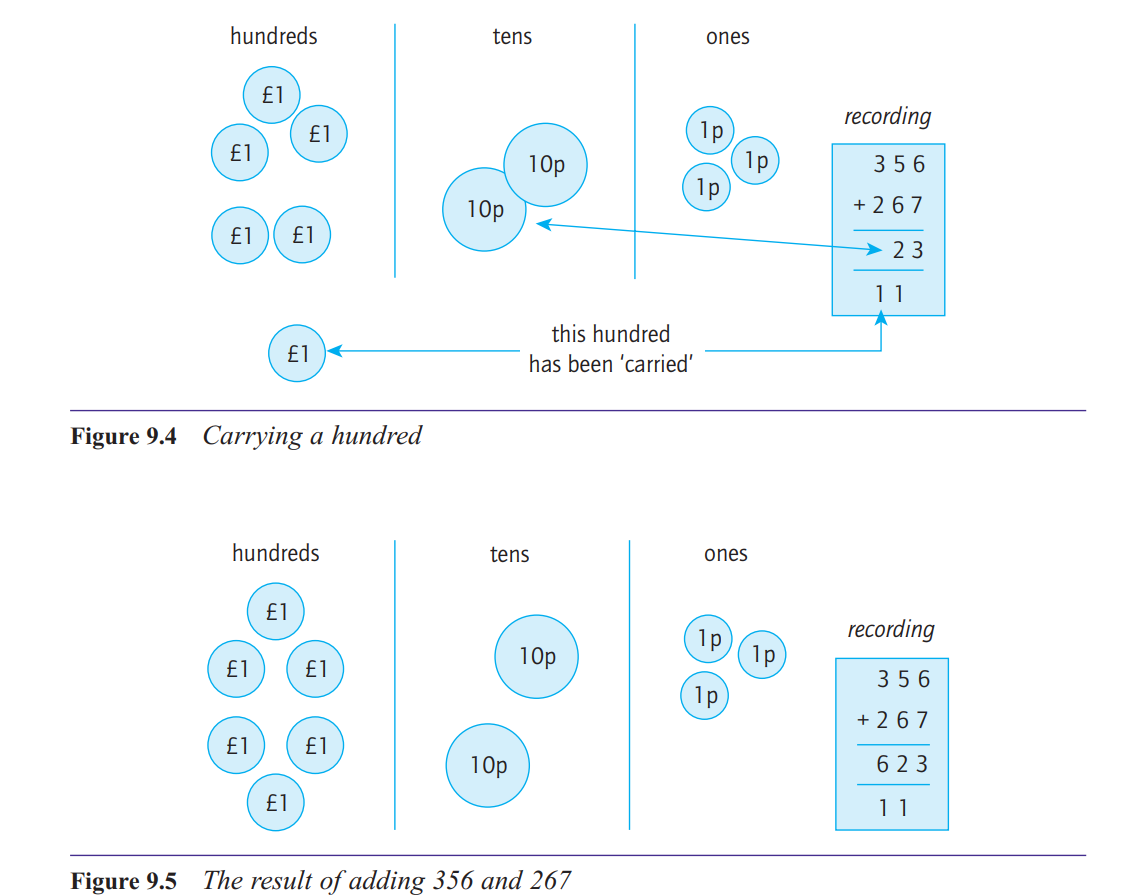 hundreds tens ones
£1
£1
£1
£1 £1
10p
10p
1p
1p
1p
recording
3 5 6
+ 2 6 7
2 3
1 1
£1
this hundred
has been ‘carried’
Figure 9.4 Carrying a hundred
hundreds tens ones
£1
£1 £1
£1 £1
£1
10p
10p
1p
1p
1p
recording
3 5 6
+ 2 6 7
6 2 3
1 1
Figure 9.5 The result of adding 356 and 267